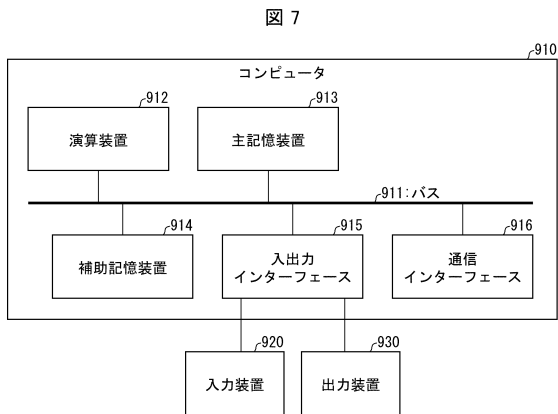 図 7
910
コンピュータ
912
913
演算装置
主記憶装置
911:バス
914
915
916
補助記憶装置
入出力
インターフェース
通信
インターフェース
920
930
入力装置
出力装置